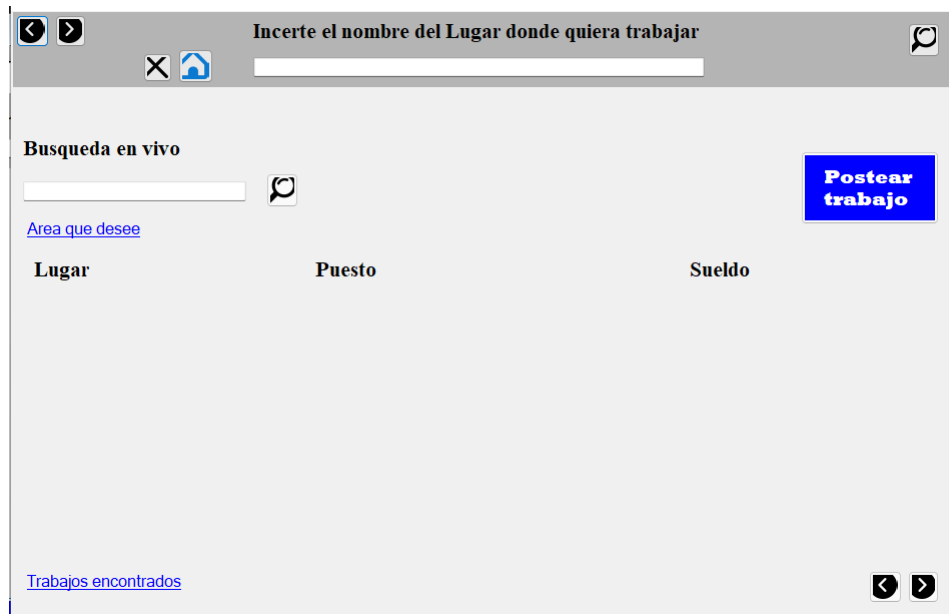 Incerte el nombre del Lugar donde quiera trabajar
Busqueda en vivo
Postear
trabajo
Area que desee
Lugar Puesto Sueldo
Trabajos encontrados